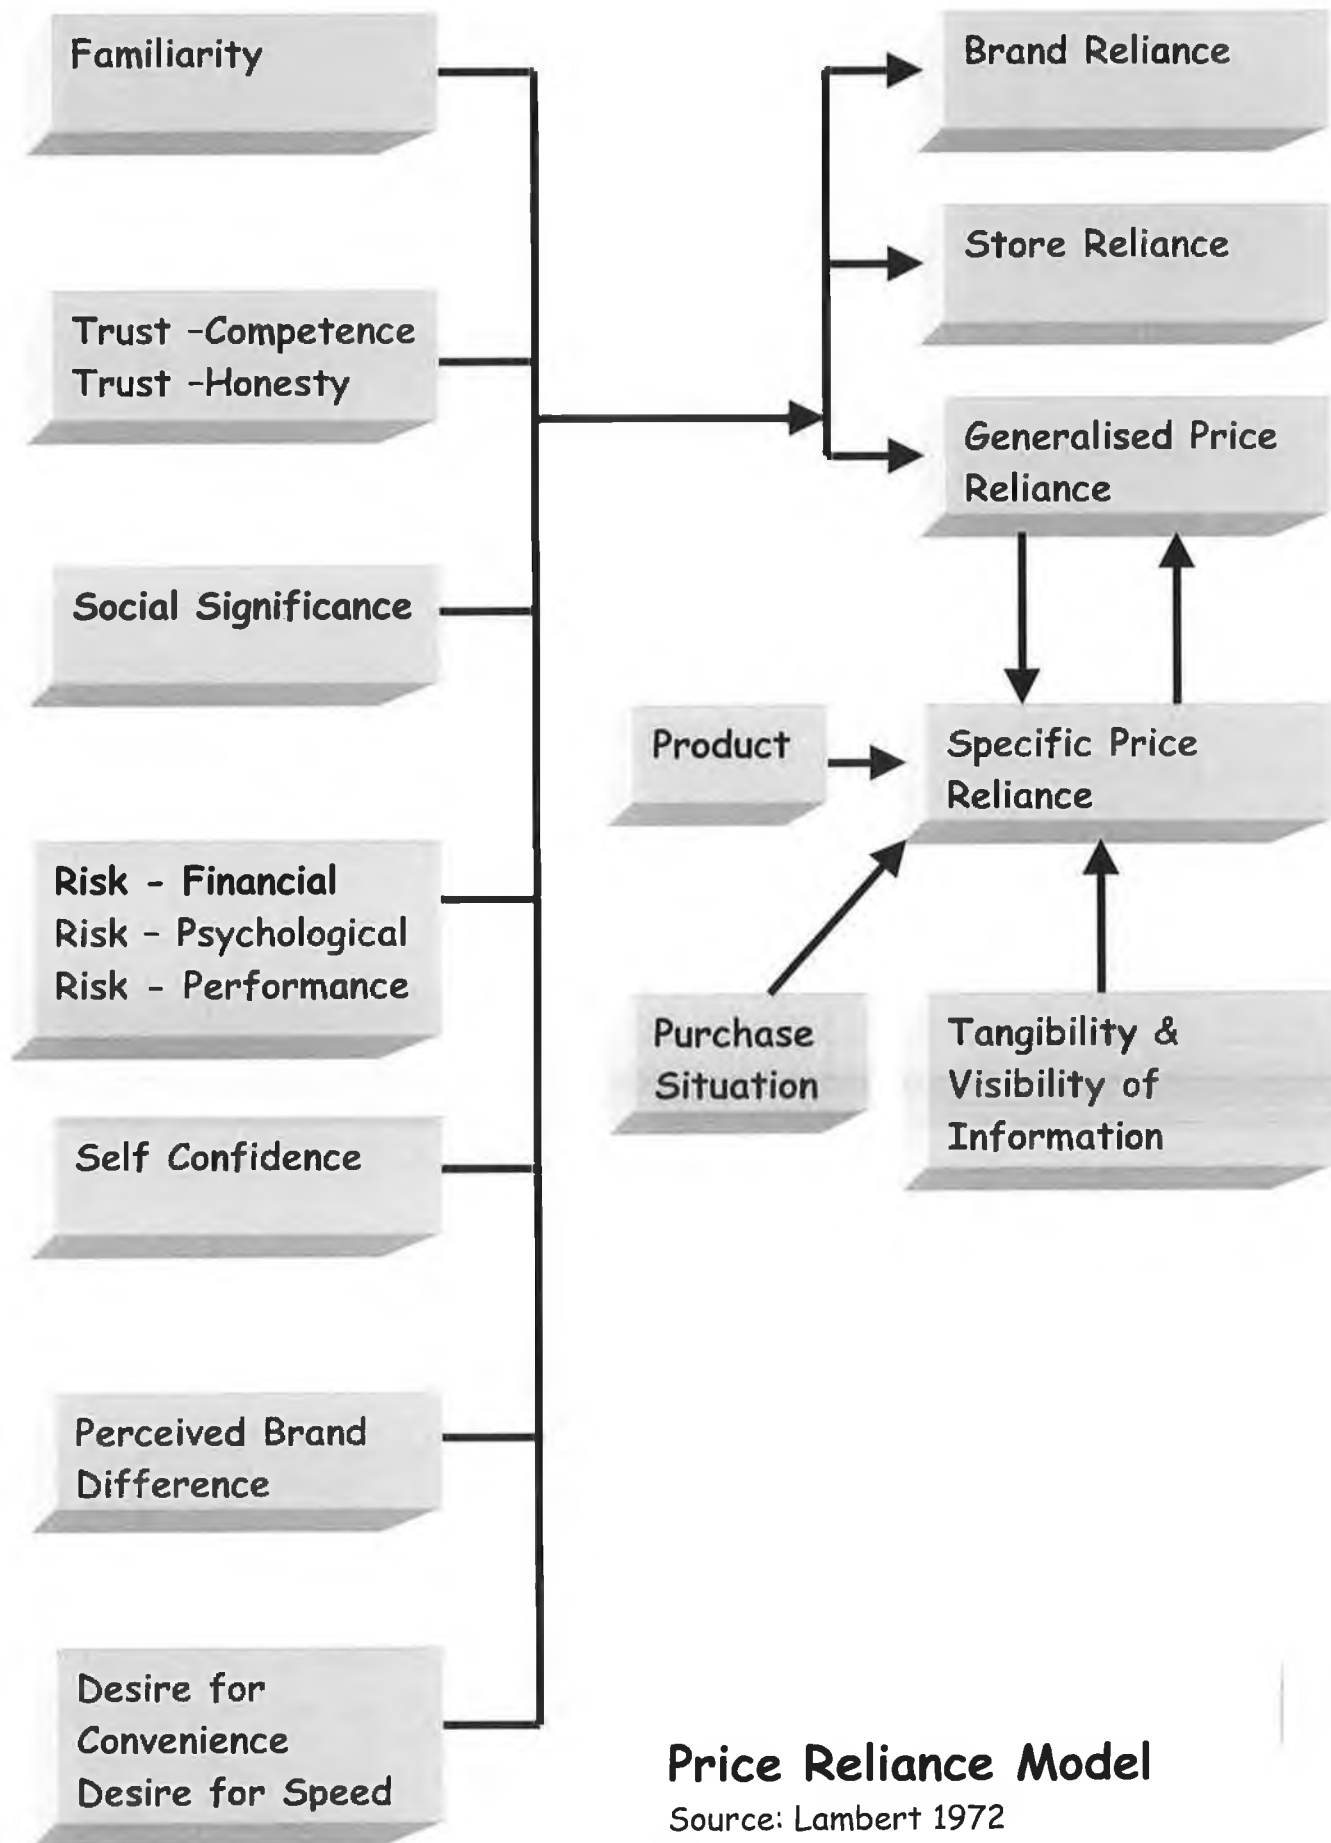 Familiarity
Trust -Competence
Trust -Honesty
Social Significance
Risk - Financial
Risk - Psychological
Risk - Performance
Self Confidence
Perceived Brand
Difference
Desire for
Convenience
Desire for Speed
Brand Reliance
Store Reliance
Generalised Price
Reliance
Product
Specific Price
Reliance
Purchase
Situation
Tangibility &
Visibility of
Information
Price Reliance Model
Source: Lambert 1972